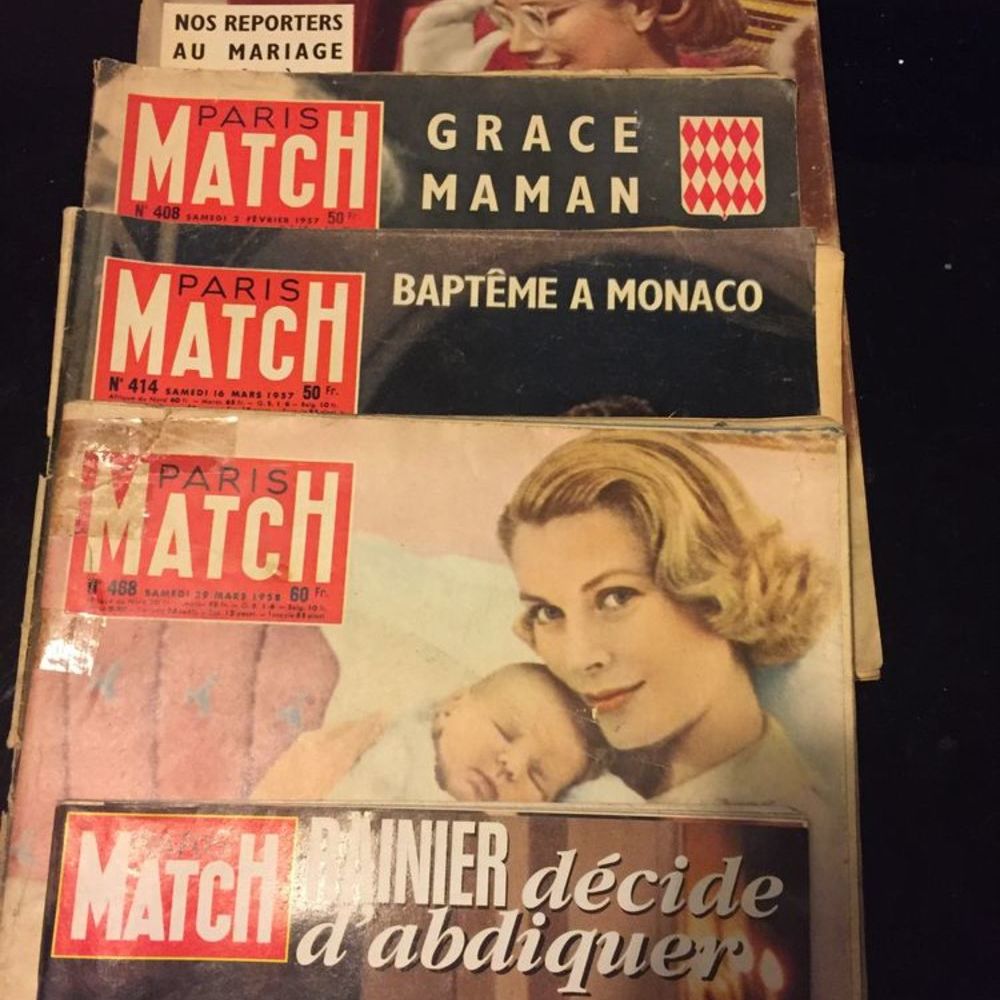 NOS REPORTERS
AU MARIAGE
PARIS
MATCH
N° 408 SAMEDI 2 FÉVRIER 1957 50 Fr.
GRACE
MAMAN
PARIS
MATCH
N° 414 SAMEDI 16 MARS 1957 50 Fr.
BAPTÊME A MONACO
PARIS
MATCH
N° 468 SAMEDI 29 MARS 1958 60 Fr.
MATCH
RAINIER décide
d'abdiquer